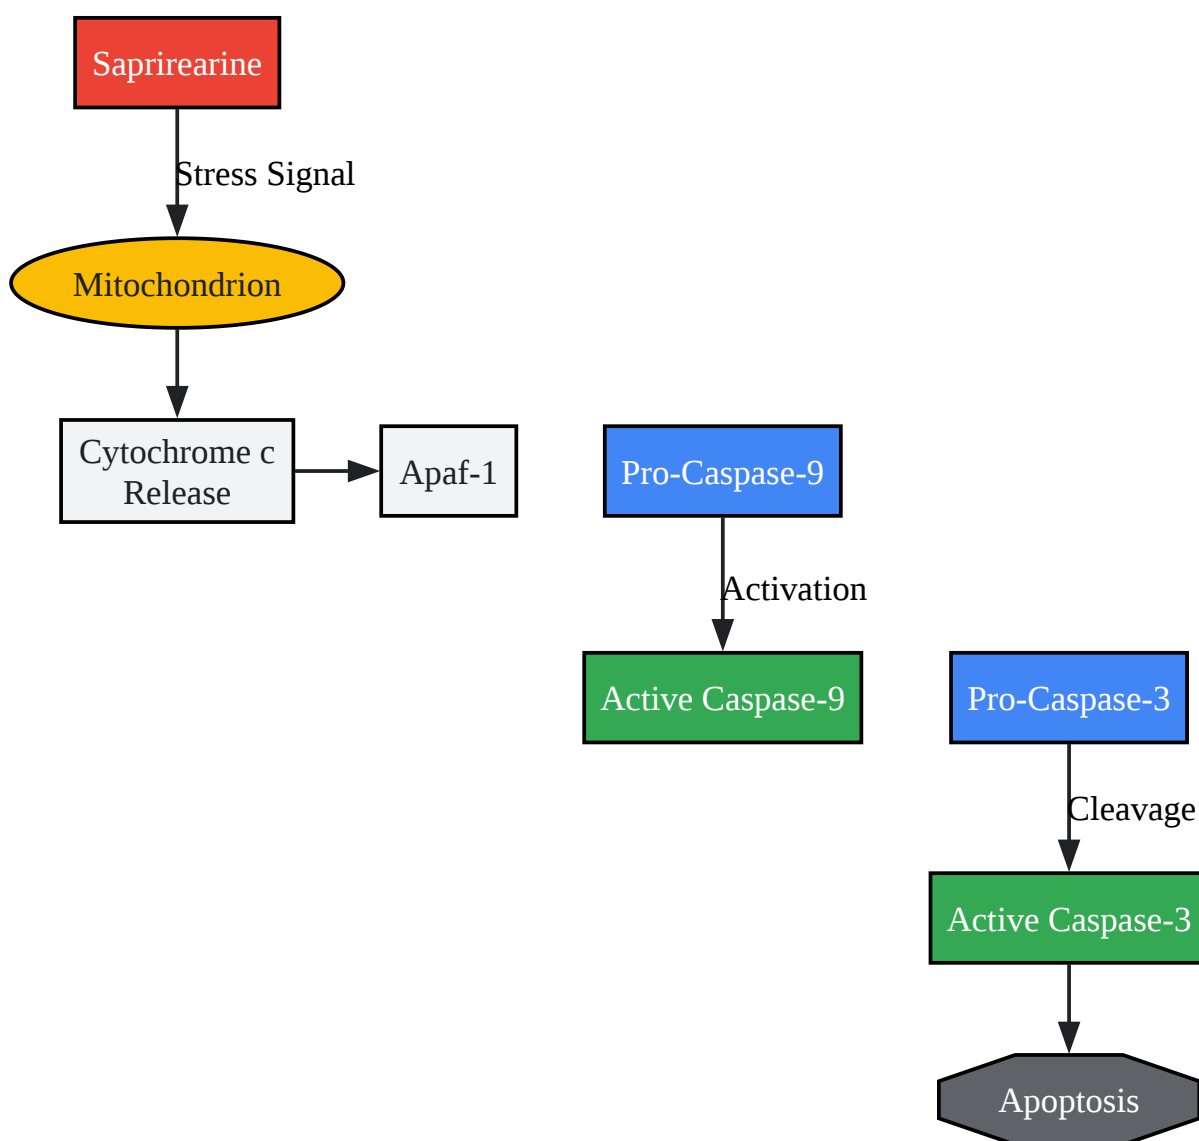 Saprirearine
Stress Signal
Mitochondrion
Cytochrome c
Release
Apaf-1
Pro-Caspase-9
Activation
Active Caspase-9
Pro-Caspase-3
Cleavage
Active Caspase-3
Apoptosis